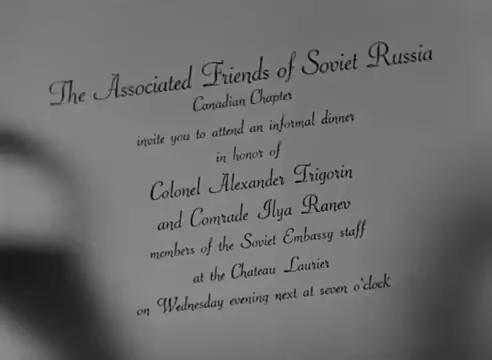 The Associated Friends of Soviet Russia
Canadian Chapter
invite you to attend an informal dinner
in honor of
Colonel Alexander Trigorin
and Comrade Ilya Ranev
members of the Soviet Embassy staff
at the Chateau Laurier
on Wednesday evening next at seven o'clock